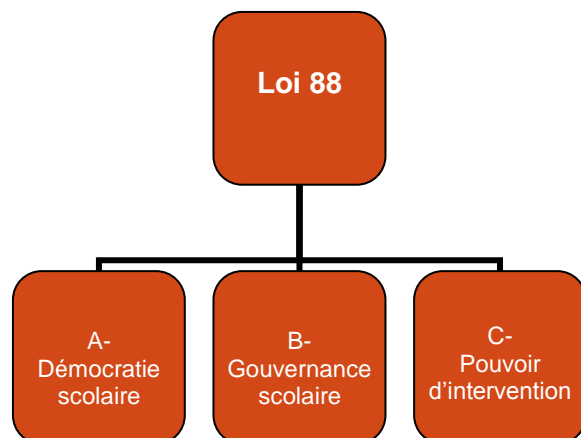 Loi 88
A-
Démocratie
scolaire
B-
Gouvernance
scolaire
C-
Pouvoir
d'intervention